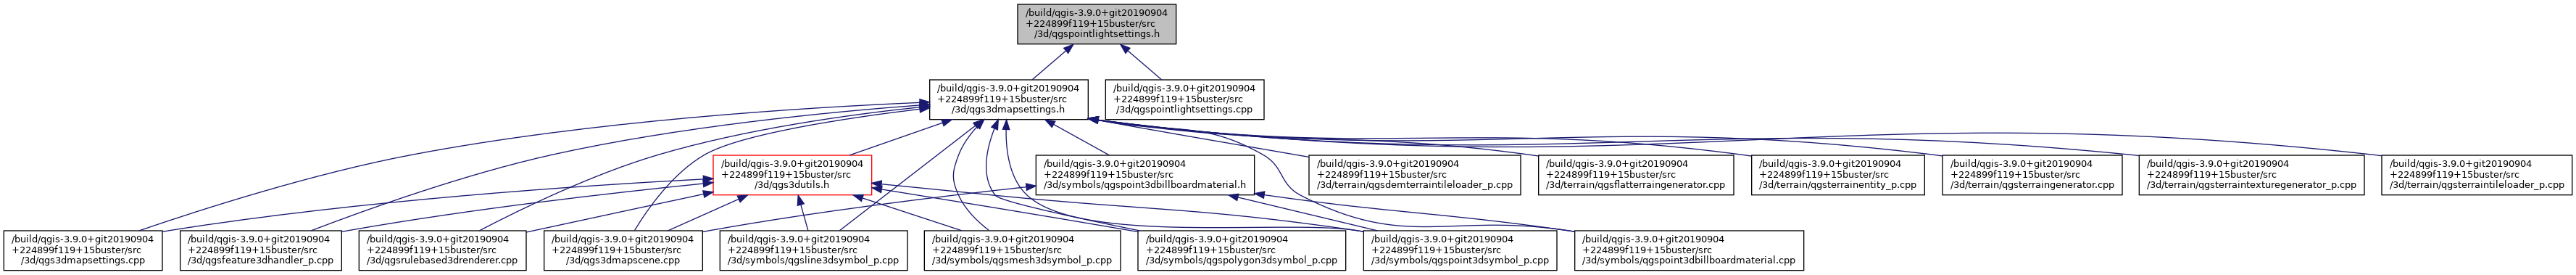 /build/qgis-3.9.0+git20190904
+224899f119+15buster/src
/3d/qgspointlightsettings.h
/build/qgis-3.9.0+git20190904
+224899f119+15buster/src
/3d/qgs3dmapsettings.h
/build/qgis-3.9.0+git20190904
+224899f119+15buster/src
/3d/qgspointlightsettings.cpp
/build/qgis-3.9.0+git20190904
+224899f119+15buster/src
/3d/qgs3dutils.h
/build/qgis-3.9.0+git20190904
+224899f119+15buster/src
/3d/symbols/qgspoint3dbillboardmaterial.h
/build/qgis-3.9.0+git20190904
+224899f119+15buster/src
/3d/terrain/qgsdemterraintileloader_p.cpp
/build/qgis-3.9.0+git20190904
+224899f119+15buster/src
/3d/terrain/qgsflatterraingenerator.cpp
/build/qgis-3.9.0+git20190904
+224899f119+15buster/src
/3d/terrain/qgsterrainentity_p.cpp
/build/qgis-3.9.0+git20190904
+224899f119+15buster/src
/3d/terrain/qgsterraingenerator.cpp
/build/qgis-3.9.0+git20190904
+224899f119+15buster/src
/3d/terrain/qgsterraintexturegenerator_p.cpp
/build/qgis-3.9.0+git20190904
+224899f119+15buster/src
/3d/terrain/qgsterraintileloader_p.cpp
/build/qgis-3.9.0+git20190904
+224899f119+15buster/src
/3d/qgs3dmapsettings.cpp
/build/qgis-3.9.0+git20190904
+224899f119+15buster/src
/3d/qgsfeature3dhandler_p.cpp
/build/qgis-3.9.0+git20190904
+224899f119+15buster/src
/3d/qgsrulebased3drenderer.cpp
/build/qgis-3.9.0+git20190904
+224899f119+15buster/src
/3d/qgs3dmapscene.cpp
/build/qgis-3.9.0+git20190904
+224899f119+15buster/src
/3d/symbols/qgsline3dsymbol_p.cpp
/build/qgis-3.9.0+git20190904
+224899f119+15buster/src
/3d/symbols/qgsmesh3dsymbol_p.cpp
/build/qgis-3.9.0+git20190904
+224899f119+15buster/src
/3d/symbols/qgspolygon3dsymbol_p.cpp
/build/qgis-3.9.0+git20190904
+224899f119+15buster/src
/3d/symbols/qgspoint3dsymbol_p.cpp
/build/qgis-3.9.0+git20190904
+224899f119+15buster/src
/3d/symbols/qgspoint3dbillboardmaterial.cpp